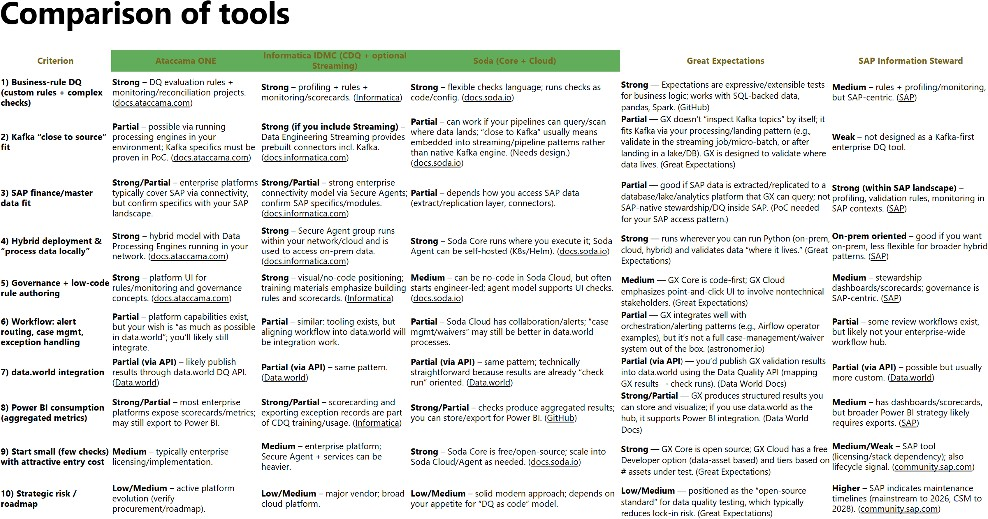 Comparison of tools
Criterion
Ataccama ONE
Informatica IDMC (CDQ + optional
Streaming)
Soda (Core + Cloud)
Great Expectations
SAP Information Steward
1) Business-rule DQ
(custom rules + complex
checks)
Strong – DQ evaluation rules +
monitoring/reconciliation projects.
(docs.ataccama.com)
Strong – profiling + rules +
monitoring/scorecards. (Informatica)
Strong – flexible checks language; runs checks as
code/config. (docs.soda.io)
Strong — Expectations are expressive/extensible tests
for business logic; works with SQL-backed data,
pandas, Spark. (GitHub)
Medium – rules + profiling/monitoring,
but SAP-centric. (SAP)
2) Kafka “close to source”
fit
Partial – possible via running
processing engines in your
environment; Kafka specifics must be
proven in PoC. (docs.ataccama.com)
Strong (if you include Streaming) –
Data Engineering Streaming provides
prebuilt connectors incl. Kafka.
(docs.informatica.com)
Partial – can work if your pipelines can query/scan
where data lands; “close to Kafka” usually means
embedded into streaming/pipeline patterns
rather than native Kafka engine. (Needs design.)
(docs.soda.io)
Partial — GX doesn’t “inspect Kafka topics” by itself; it
fits Kafka via your processing/landing pattern (e.g.,
validate in the streaming job/micro-batch, or after
landing in a lake/DB). GX is designed to validate where
data lives. (Great Expectations)
Weak – not designed as a Kafka-first
enterprise DQ tool.
3) SAP finance/master
data fit
Strong/Partial – enterprise platforms
typically cover SAP via connectivity,
but confirm specifics with your SAP
landscape.
Strong/Partial – strong enterprise
connectivity model via Secure Agents;
confirm SAP specifics/modules.
(docs.informatica.com)
Partial – depends how you access SAP data
(extract/replication layer, connectors).
Partial — good if SAP data is extracted/replicated to a
database/lake/analytics platform that GX can query; not
SAP-native stewardship/DQ inside SAP. (PoC needed
for your SAP access pattern.)
Strong (within SAP landscape) –
profiling, validation rules, monitoring in
SAP contexts. (SAP)
4) Hybrid deployment &
“process data locally”
Strong – hybrid model with Data
Processing Engines running in your
network. (docs.ataccama.com)
Strong – Secure Agent group runs
within your network/cloud and is
used to access on-prem data.
(docs.informatica.com)
Strong – Soda Core runs where you execute it; Soda
Agent can be self-hosted (K8s/Helm). (docs.soda.io)
Strong — runs wherever you can run Python (on-prem,
cloud, hybrid) and validates data “where it lives.” (Great
Expectations)
On-prem oriented – good if you want
on-prem, less flexible for broader hybrid
patterns. (SAP)
5) Governance + low-code
rule authoring
Strong – platform UI for
rules/monitoring and governance
concepts. (docs.ataccama.com)
Strong – visual/no-code positioning;
training materials emphasize building
rules and scorecards. (Informatica)
Medium – can be no-code in Soda Cloud, but often
starts engineer-led; agent model supports UI checks.
(docs.soda.io)
Medium — GX Core is code-first; GX Cloud
emphasizes point-and-click UI to involve nontechnical
stakeholders. (Great Expectations)
Medium – stewardship
dashboards/scorecards; governance is
SAP-centric. (SAP)
6) Workflow: alert
routing, case mgmt,
exception handling
Partial – platform capabilities exist,
but your wish is “as much as possible
in data.world”; you’ll likely still
integrate.
Partial – similar: tooling exists, but
aligning workflow into data.world will
be integration work.
Partial – Soda Cloud has collaboration/alerts; “case
mgmt/waivers” may still be better in data.world
processes.
Partial — GX integrates well with
orchestration/alerting patterns (e.g., Airflow operator
examples), but it’s not a full case-management/waiver
system out of the box. (astronomer.io)
Partial – some review workflows exist,
but likely not your enterprise-wide
workflow hub.
7) data.world integration
Partial (via API) – likely publish
results through data.world DQ API.
(Data.world)
Partial (via API) – same pattern.
(Data.world)
Partial (via API) – same pattern; technically
straightforward because results are already “check
run” oriented. (Data.world)
Partial (via API) — you’d publish GX validation results
into data.world using the Data Quality API (mapping
GX results → check runs). (Data World Docs)
Partial (via API) – possible but usually
more custom. (Data.world)
8) Power BI consumption
(aggregated metrics)
Strong/Partial – most enterprise
platforms expose scorecards/metrics;
may still export to Power BI.
Strong/Partial – scorecarding and
exporting exception records are part
of CDQ training/usage. (Informatica)
Strong/Partial – checks produce aggregated results;
you can store/export for Power BI. (GitHub)
Strong/Partial — GX produces structured results you
can store and visualize; if you use data.world as the
hub, it supports Power BI integration. (Data World
Docs)
Medium – has dashboards/scorecards,
but broader Power BI strategy likely
requires exports. (SAP)
9) Start small (few checks)
with attractive entry cost
Medium – typically enterprise
licensing/implementation.
Medium – enterprise platform;
Secure Agent + services can be
heavier.
Strong – Soda Core is free/open-source; scale into
Soda Cloud/Agent as needed. (docs.soda.io)
Strong — GX Core is open source; GX Cloud has a free
Developer option (data-asset based) and tiers based on
# assets under test. (Great Expectations)
Medium/Weak – SAP tool
(licensing/stack dependency); also
lifecycle signal. (community.sap.com)
10) Strategic risk /
roadmap
Low/Medium – active platform
evolution (verify
procurement/roadmap).
Low/Medium – major vendor; broad
cloud platform.
Low/Medium – solid modern approach; depends on
your appetite for “DQ as code” model.
Low/Medium — positioned as the “open-source
standard” for data quality testing, which typically
reduces lock-in risk. (Great Expectations)
Higher – SAP indicates maintenance
timelines (mainstream to 2026, CSM to
2028). (community.sap.com)